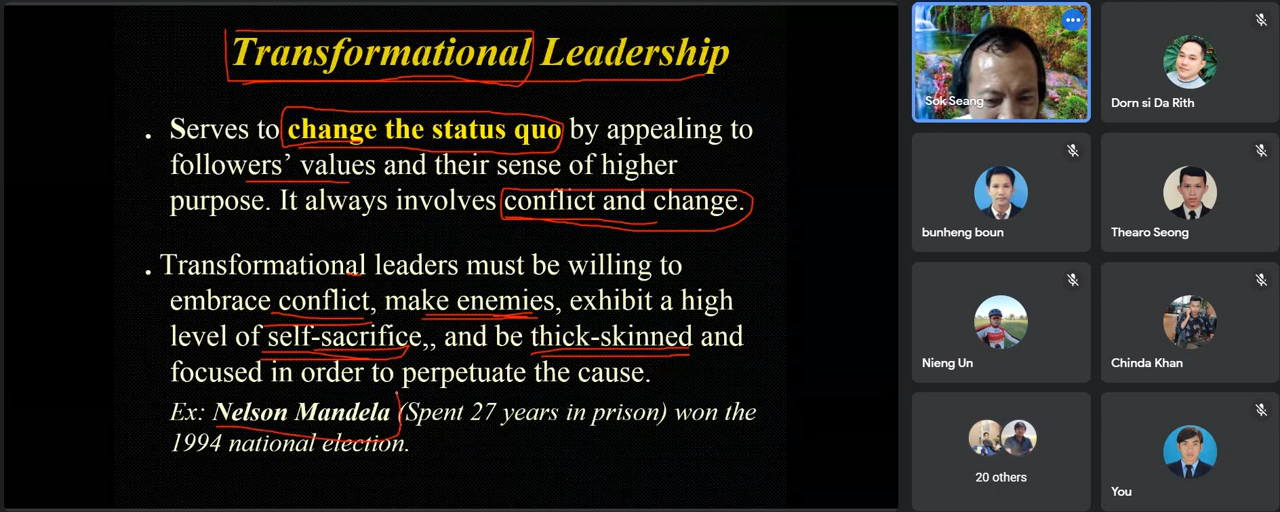 Transformational Leadership
. Serves to change the status quo by appealing to
followers’ values and their sense of higher
purpose. It always involves conflict and change.
. Transformational leaders must be willing to
embrace conflict, make enemies, exhibit a high
level of self-sacrifice,, and be thick-skinned and
focused in order to perpetuate the cause.
Ex: Nelson Mandela (Spent 27 years in prison) won the
1994 national election.
Sok Seang
Dorn si Da Rith
bunheng boun
Thearo Seong
Nieng Un
Chinda Khan
20 others
You